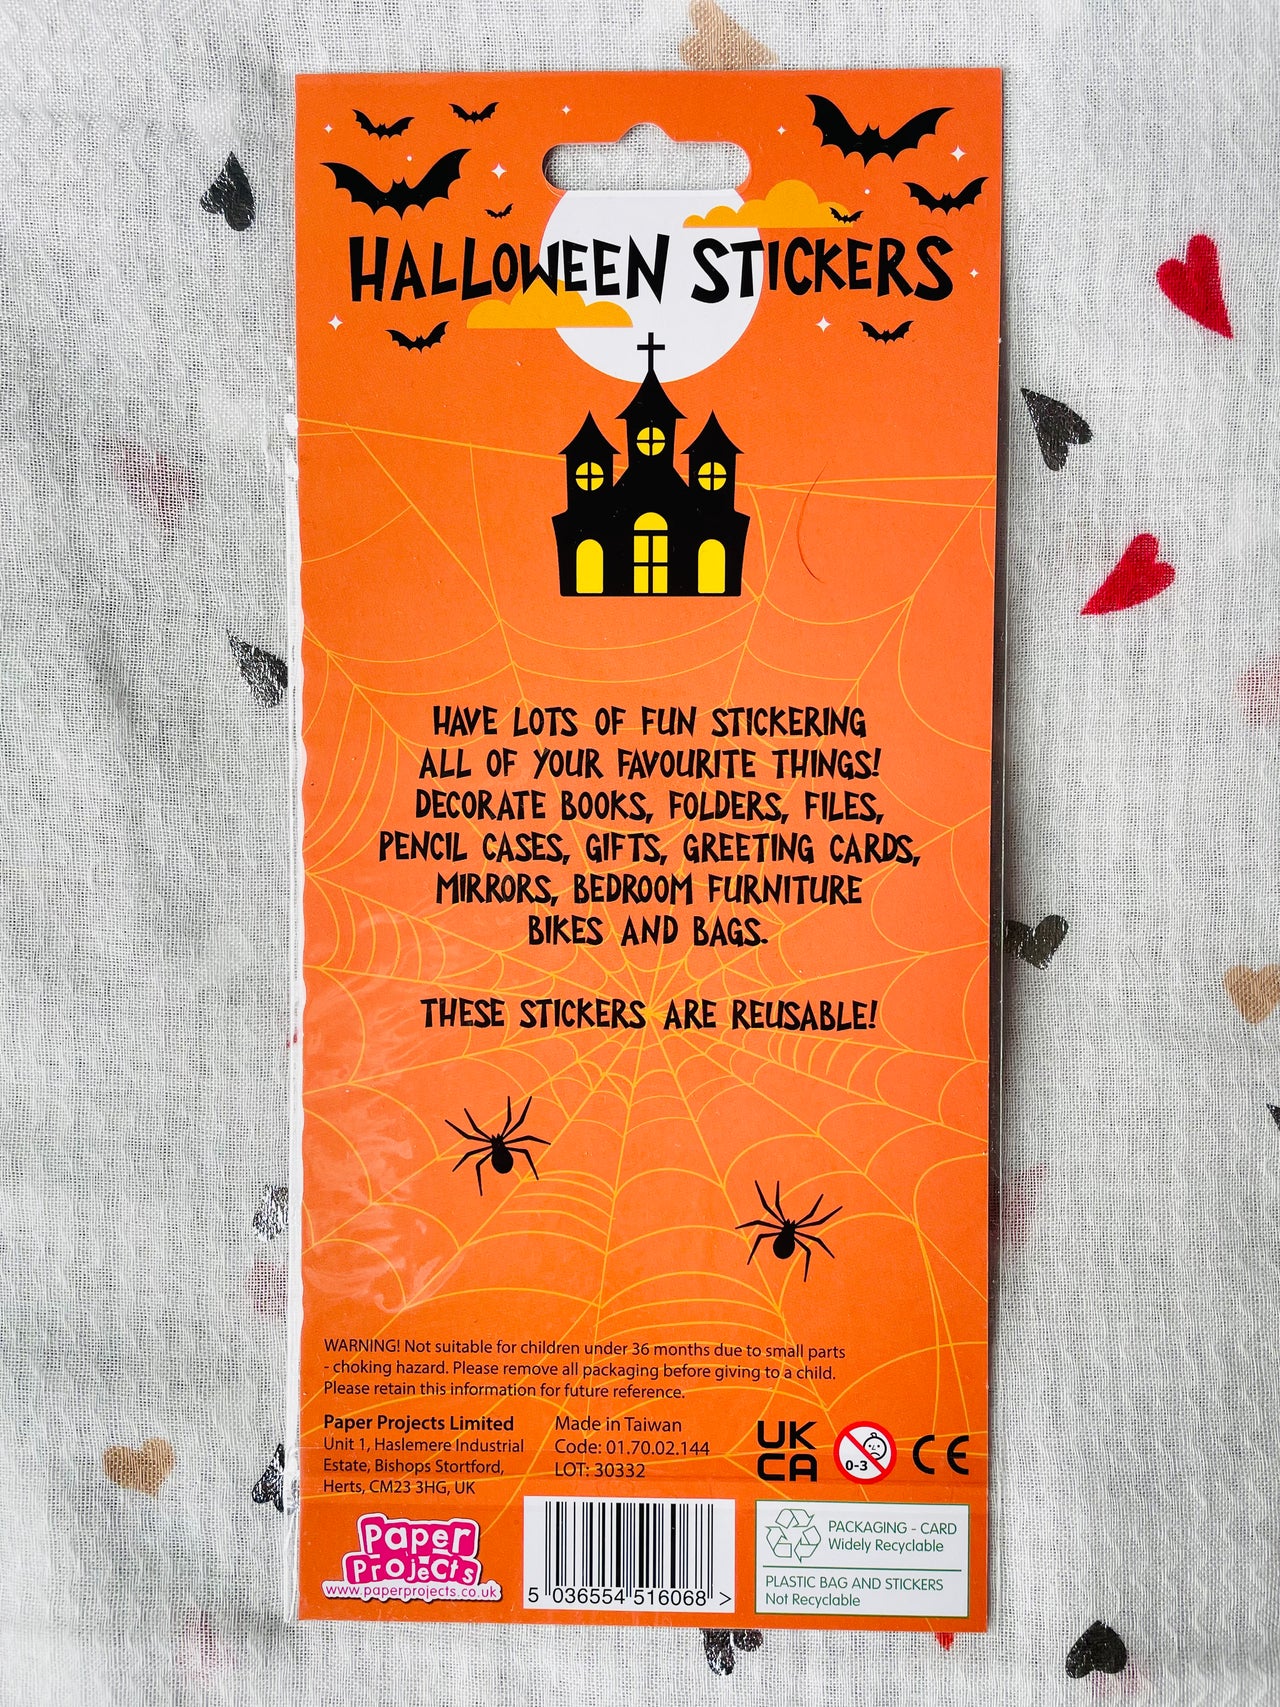 HALLOWEEN STICKERS
HAVE LOTS OF FUN STICKERING
ALL OF YOUR FAVOURITE THINGS!
DECORATE BOOKS, FOLDERS, FILES,
PENCIL CASES, GIFTS, GREETING CARDS,
MIRRORS, BEDROOM FURNITURE
BIKES AND BAGS.
THESE STICKERS ARE REUSABLE!
WARNING! Not suitable for children under 36 months due to small parts
- choking hazard. Please remove all packaging before giving to a child.
Please retain this information for future reference.
Paper Projects Limited
Unit 1, Haslemere Industrial
Estate, Bishops Stortford,
Herts, CM23 3HG, UK
Made in Taiwan
Code: 01.70.02.144
LOT: 30332
UK
CA
0-3
CE
Paper
Projects
www.paperprojects.co.uk
5 036554 516068 >
PACKAGING - CARD
Widely Recyclable
PLASTIC BAG AND STICKERS
Not Recyclable